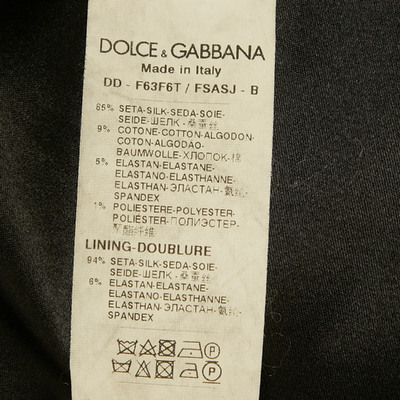 DOLCE & GABBANA
Made in Italy
DD - F63F6T / FSASJ - B
85% SETA-SILK-SEDA-SOIE-
SEIDE-ШЕЛК - 桑蚕丝
9% COTONE-COTTON-ALGODON-
COTON-ALGODÃO-
BAUMWOLLE-ХЛОПОК-棉
5% ELASTAN-ELASTANE-
ELASTANO-ELASTHANNE-
ELASTHAN-ЭЛАСТАН-氨纶-
SPANDEX
1% POLIESTERE-POLYESTER-
POLIESTER-ПОЛИЭСТЕР-
聚酯纤维
LINING-DOUBLURE
94% SETA-SILK-SEDA-SOIE-
SEIDE-ШЕЛК - 桑蚕丝
6% ELASTAN-ELASTANE-
ELASTANO-ELASTHANNE-
ELASTHAN-ЭЛАСТАН-氨纶-
SPANDEX